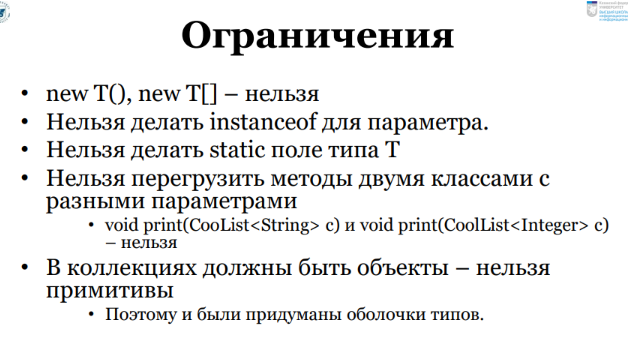 Ограничения
• new T(), new T[] – нельзя
• Нельзя делать instanceof для параметра.
• Нельзя делать static поле типа T
• Нельзя перегрузить методы двумя классами с
разными параметрами
• void print(CooList<String> c) и void print(CoolList<Integer> c)
– нельзя
• В коллекциях должны быть объекты – нельзя
примитивы
• Поэтому и были придуманы оболочки типов.